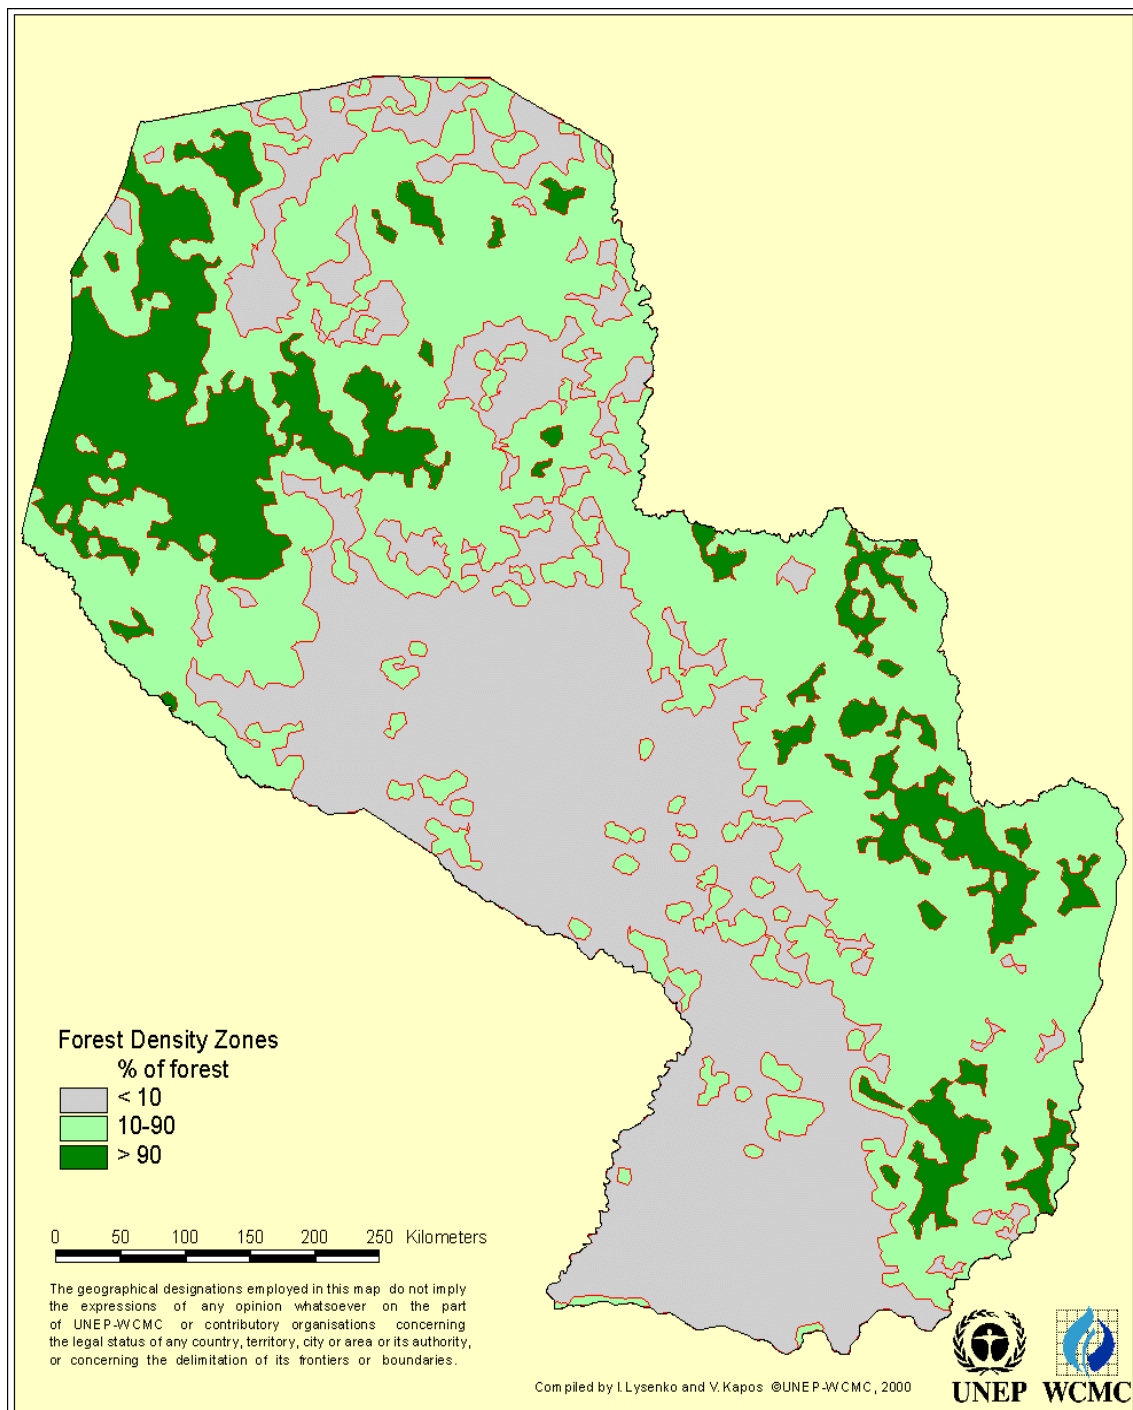 Forest Density Zones
% of forest
< 10
10-90
> 90
0 50 100 150 200 250 Kilometers
The geographical designations employed in this map do not imply
the expressions of any opinion whatsoever on the part
of UNEP-WCMC or contributory organisations concerning
the legal status of any country, territory, city or area or its authority,
or concerning the delimitation of its frontiers or boundaries.
Compiled by I.Lysenko and V. Kapos ©UNEP-WCMC, 2000
UNEP WCMC